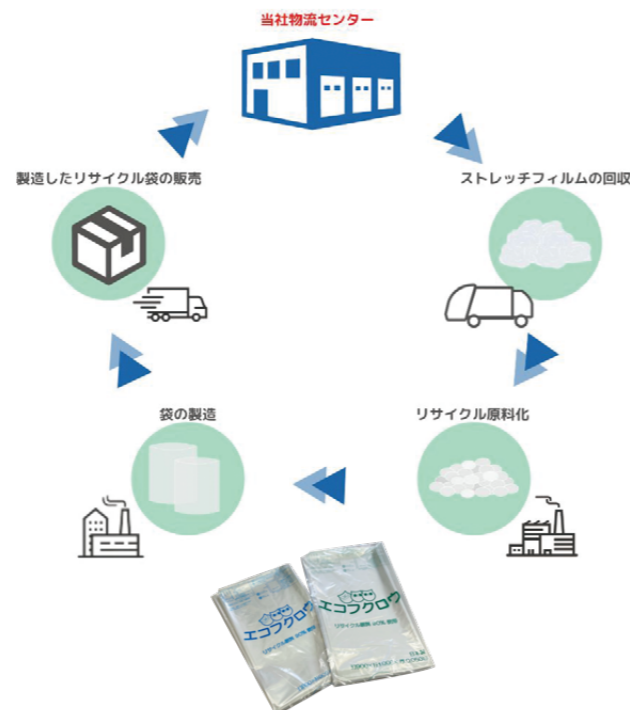 当社物流センター
製造したリサイクル袋の販売
ストレッチフィルムの回収
袋の製造
リサイクル原料化
エコフクロウ
エコフクロウ